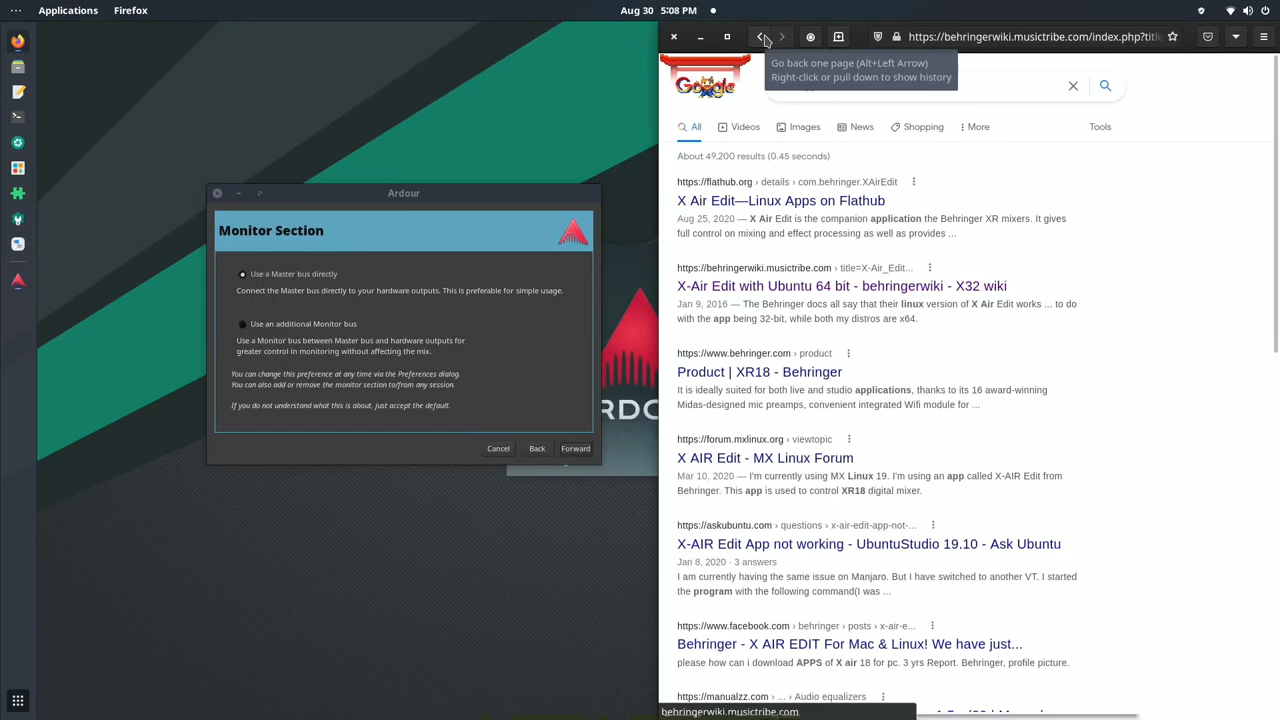 Applications
Firefox
Aug 30 5:08 PM
https://behringerwiki.musictribe.com/index.php?title
Go back one page (Alt+Left Arrow)
Right-click or pull down to show history
Google
All
Videos
Images
News
Shopping
More
Tools
About 49,200 results (0.45 seconds)
https://flathub.org › details › com.behringer.XAirEdit
X Air Edit—Linux Apps on Flathub
Aug 25, 2020 — X Air Edit is the companion application the Behringer XR mixers. It gives
full control on mixing and effect processing as well as provides ...
https://behringerwiki.musictribe.com › title=X-Air_Edit...
X-Air Edit with Ubuntu 64 bit - behringerwiki - X32 wiki
Jan 9, 2016 — The Behringer docs all say that their linux version of X Air Edit works ... to do
with the app being 32-bit, while both my distros are x64.
https://www.behringer.com › product
Product | XR18 - Behringer
It is ideally suited for both live and studio applications, thanks to its 16 award-winning
Midas-designed mic preamps, convenient integrated Wifi module for ...
https://forum.mxlinux.org › viewtopic
X AIR Edit - MX Linux Forum
Mar 10, 2020 — I'm currently using MX Linux 19. I'm using an app called X-AIR Edit from
Behringer. This app is used to control XR18 digital mixer.
https://askubuntu.com › questions › x-air-edit-app-not-...
X-AIR Edit App not working - UbuntuStudio 19.10 - Ask Ubuntu
Jan 8, 2020 · 3 answers
I am currently having the same issue on Manjaro. But I have switched to another VT. I started
the program with the following command(I was ...
https://www.facebook.com › behringer › posts › x-air-e...
Behringer - X AIR EDIT For Mac & Linux! We have just...
please how can i download APPS of X air 18 for pc. 3 yrs Report. Behringer, profile picture.
https://manualzz.com › ... › Audio equalizers
behringerwiki.musictribe.com
Ardour
Monitor Section
Use a Master bus directly
Connect the Master bus directly to your hardware outputs. This is preferable for simple usage.
Use an additional Monitor bus
Use a Monitor bus between Master bus and hardware outputs for
greater control in monitoring without affecting the mix.
You can change this preference at any time via the Preferences dialog.
You can also add or remove the monitor section to/from any session.
If you do not understand what this is about, just accept the default.
Cancel
Back
Forward